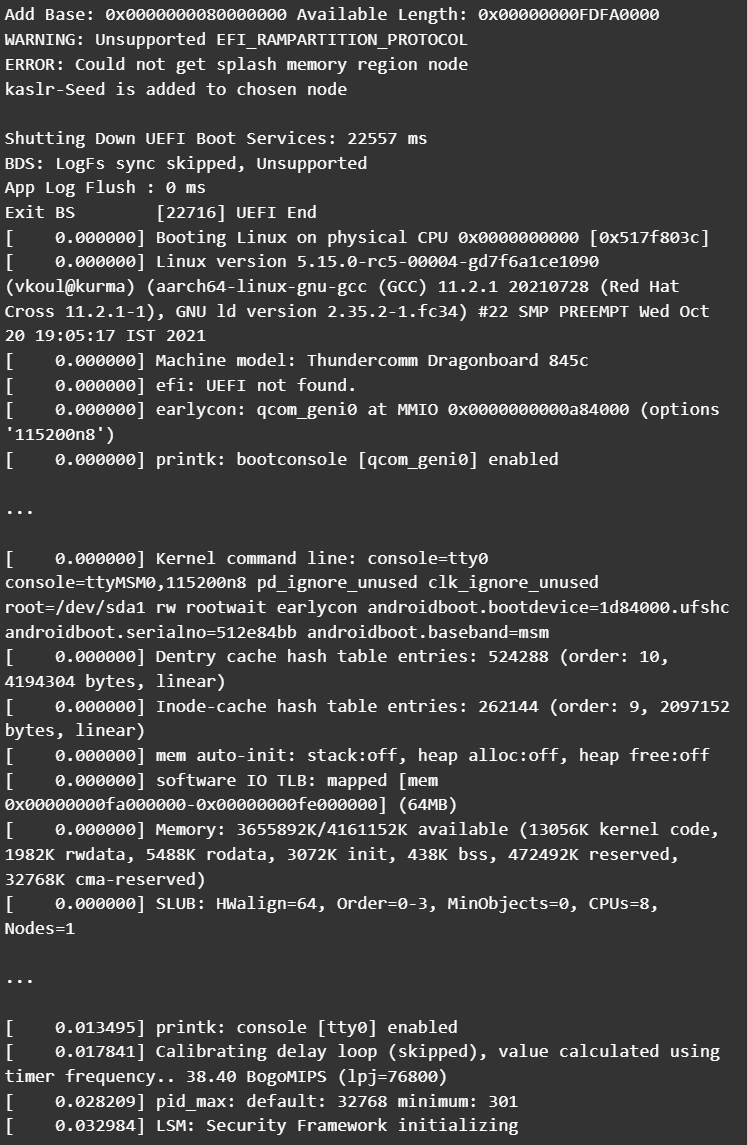 Add Base: 0x0000000080000000 Available Length: 0x00000000FDFA0000
WARNING: Unsupported EFI_RAMPARTITION_PROTOCOL
ERROR: Could not get splash memory region node
kaslr-Seed is added to chosen node

Shutting Down UEFI Boot Services: 22557 ms
BDS: LogFs sync skipped, Unsupported
App Log Flush : 0 ms
Exit BS        [22716] UEFI End
[    0.000000] Booting Linux on physical CPU 0x0000000000 [0x517f803c]
[    0.000000] Linux version 5.15.0-rc5-00004-gd7f6a1ce1090
(vkoul@kurma) (aarch64-linux-gnu-gcc (GCC) 11.2.1 20210728 (Red Hat
Cross 11.2.1-1), GNU ld version 2.35.2-1.fc34) #22 SMP PREEMPT Wed Oct
20 19:05:17 IST 2021
[    0.000000] Machine model: Thundercomm Dragonboard 845c
[    0.000000] efi: UEFI not found.
[    0.000000] earlycon: qcom_geni0 at MMIO 0x0000000000a84000 (options
'115200n8')
[    0.000000] printk: bootconsole [qcom_geni0] enabled

...

[    0.000000] Kernel command line: console=tty0
console=ttyMSM0,115200n8 pd_ignore_unused clk_ignore_unused
root=/dev/sda1 rw rootwait earlycon androidboot.bootdevice=1d84000.ufshc
androidboot.serialno=512e84bb androidboot.baseband=msm
[    0.000000] Dentry cache hash table entries: 524288 (order: 10,
4194304 bytes, linear)
[    0.000000] Inode-cache hash table entries: 262144 (order: 9, 2097152
bytes, linear)
[    0.000000] mem auto-init: stack:off, heap alloc:off, heap free:off
[    0.000000] software IO TLB: mapped [mem
0x00000000fa000000-0x00000000fe000000] (64MB)
[    0.000000] Memory: 3655892K/4161152K available (13056K kernel code,
1982K rwdata, 5488K rodata, 3072K init, 438K bss, 472492K reserved,
32768K cma-reserved)
[    0.000000] SLUB: HWalign=64, Order=0-3, MinObjects=0, CPUs=8,
Nodes=1

...

[    0.013495] printk: console [tty0] enabled
[    0.017841] Calibrating delay loop (skipped), value calculated using
timer frequency.. 38.40 BogoMIPS (lpj=76800)
[    0.028209] pid_max: default: 32768 minimum: 301
[    0.032984] LSM: Security Framework initializing